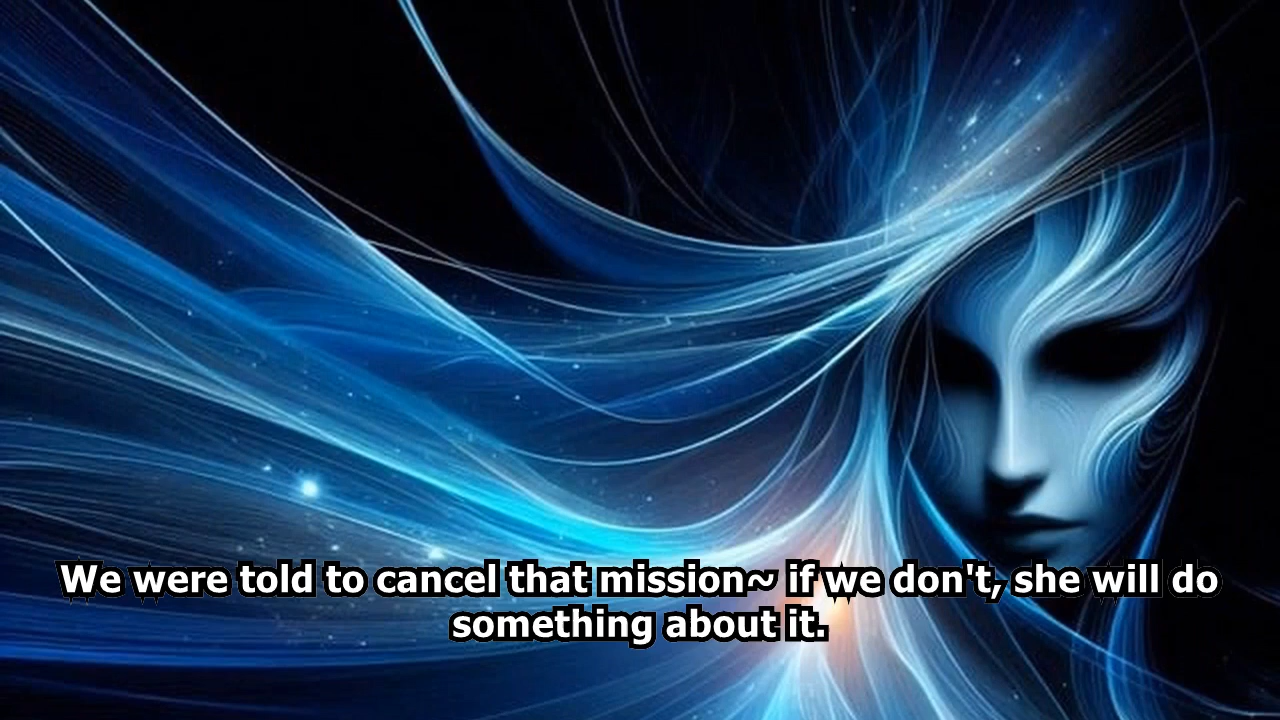 We were told to cancel that mission~ if we don't, she will do
something about it.